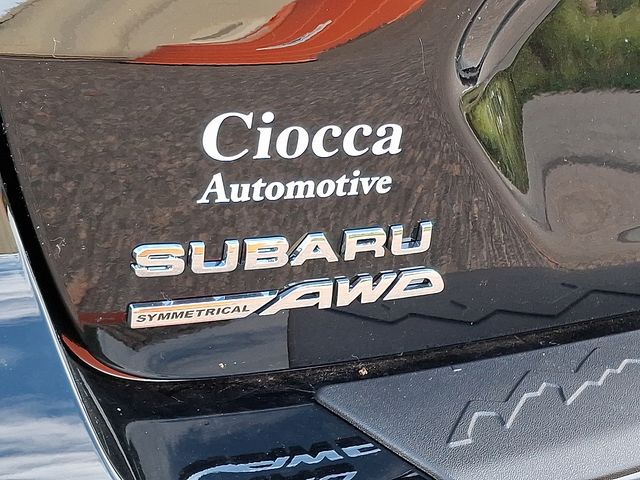 Ciocca
Automotive
SUBARU
SYMMETRICAL AWD